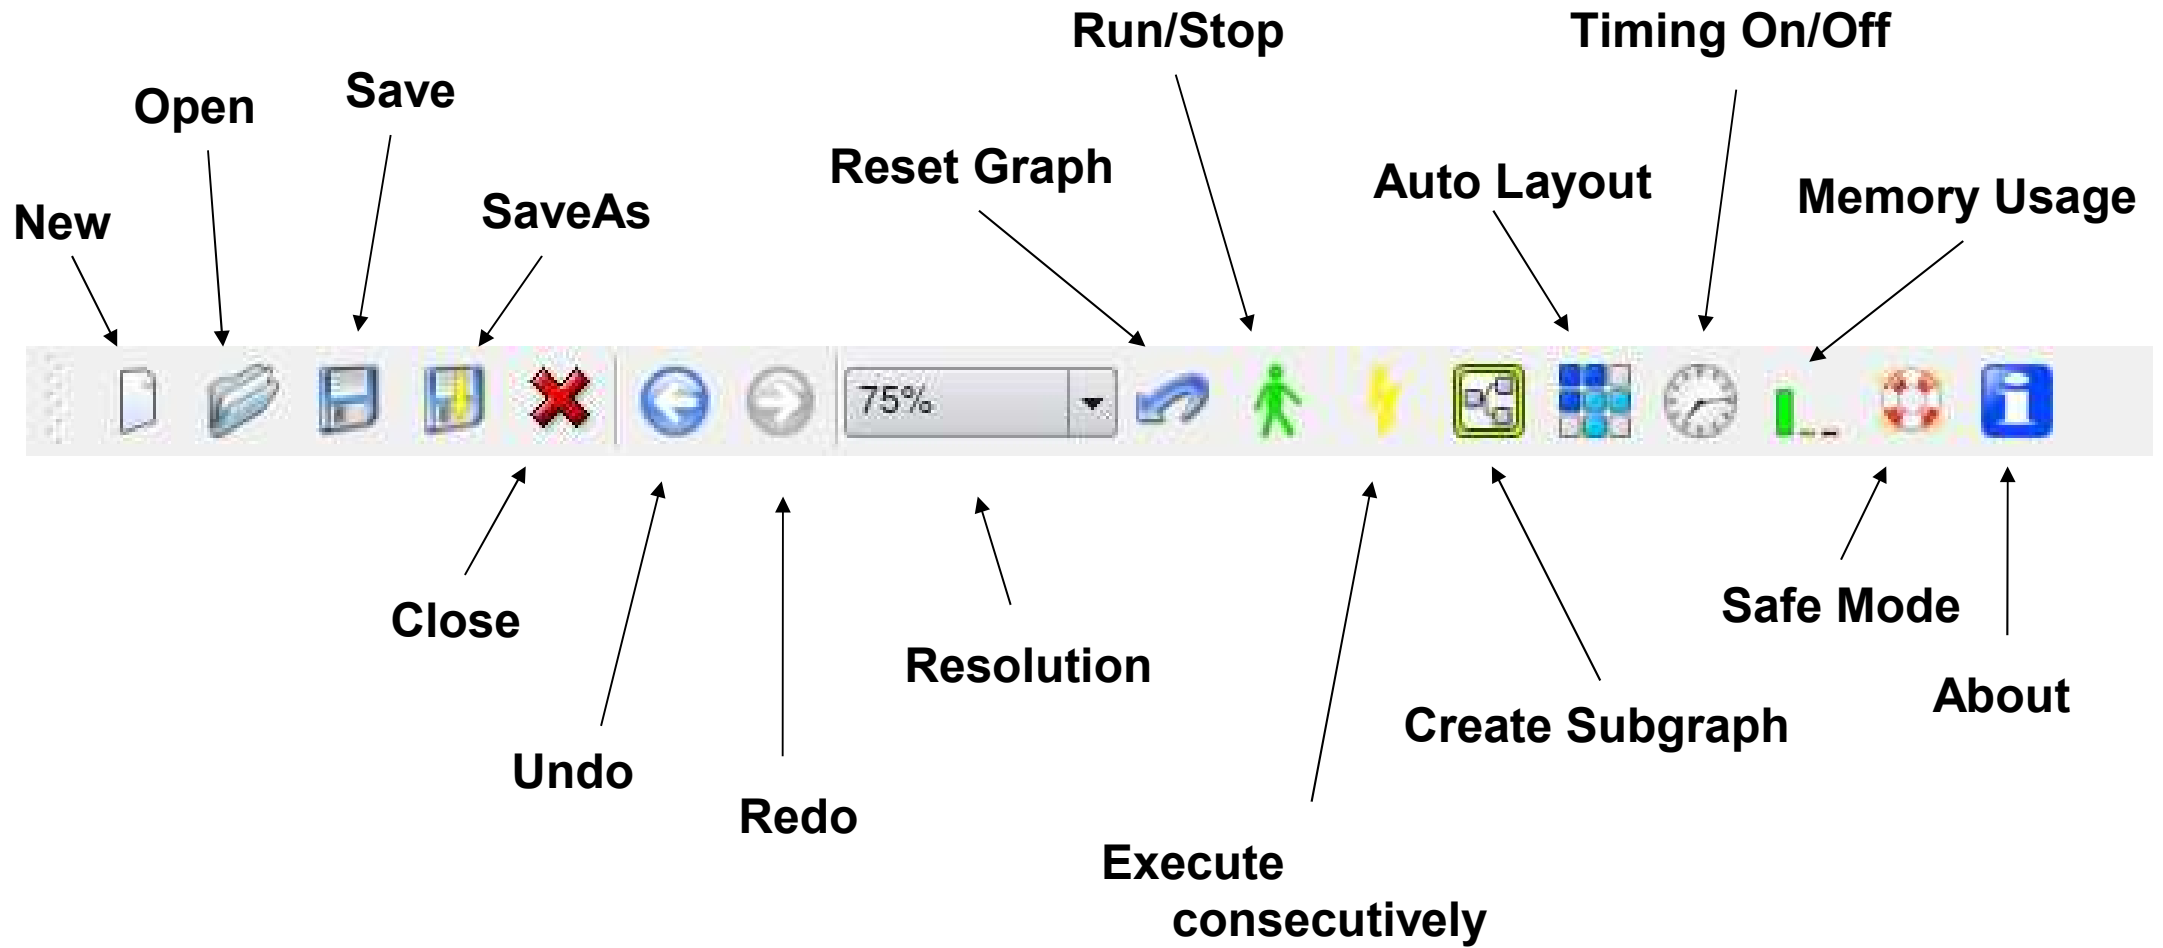 Run/Stop
Timing On/Off
Save
Open
Reset Graph
Auto Layout
Memory Usage
SaveAs
New
75%
Close
Safe Mode
Resolution
About
Create Subgraph
Undo
Redo
Execute
consecutively